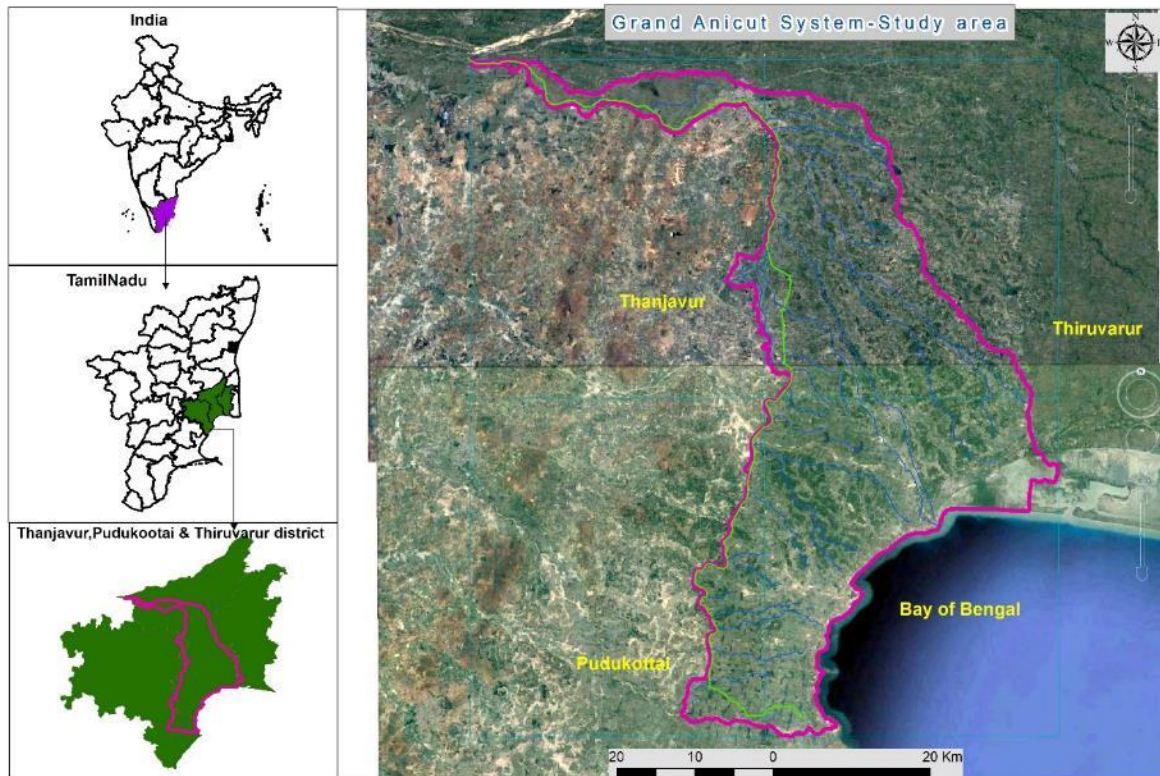 India
TamilNadu
Thanjavur,Pudukootai & Thiruvarur district
Grand Anicut System-Study area
N
W
E
S
Thanjavur
Thiruvarur
Bay of Bengal
Pudukottai
20 10 0 20 Km